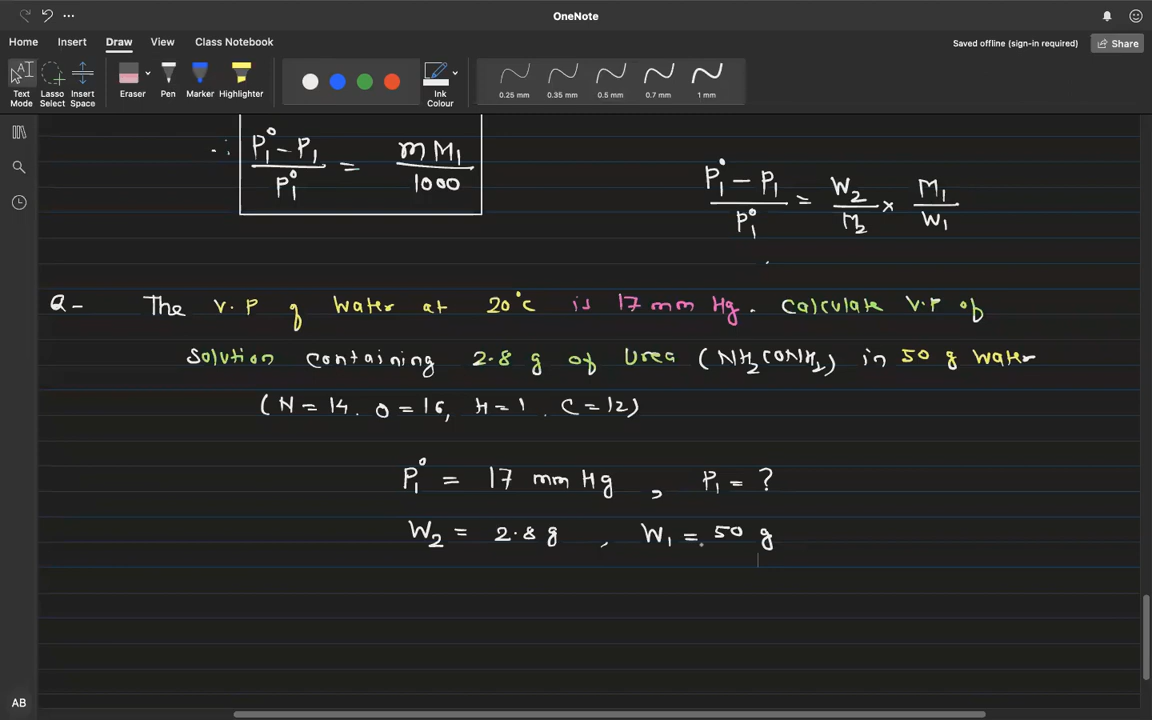 OneNote
Home Insert Draw View Class Notebook
Saved offline (sign-in required) Share
Text Mode Lasso Select Insert Space Eraser Pen Marker Highlighter Ink Colour 0.25 mm 0.35 mm 0.5 mm 0.7 mm 1 mm
∴ (P₁° − P₁)/P₁° = m M₁/1000
(P₁° − P₁)/P₁° = W₂/M₂ × M₁/W₁
Q - The V.P of Water at 20°C is 17 mm Hg. Calculate V.P of
Solution containing 2.8 g of Urea (NH₂CONH₂) in 50 g Water
(N = 14. O = 16, H = 1. C = 12)
P₁° = 17 mm Hg, P₁ = ?
W₂ = 2.8 g, W₁ = 50 g
AB